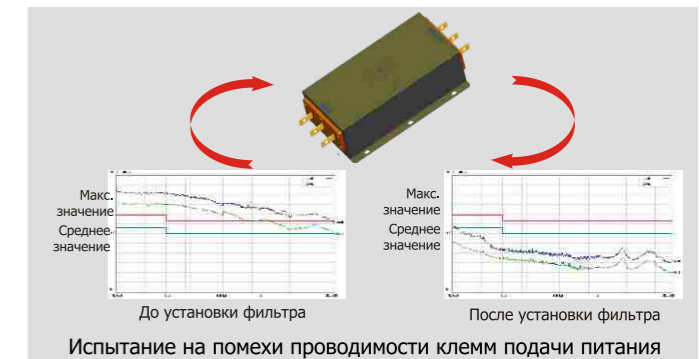 Макс.
значение
Среднее
значение
До установки фильтра
Макс.
значение
Среднее
значение
После установки фильтра
Испытание на помехи проводимости клемм подачи питания